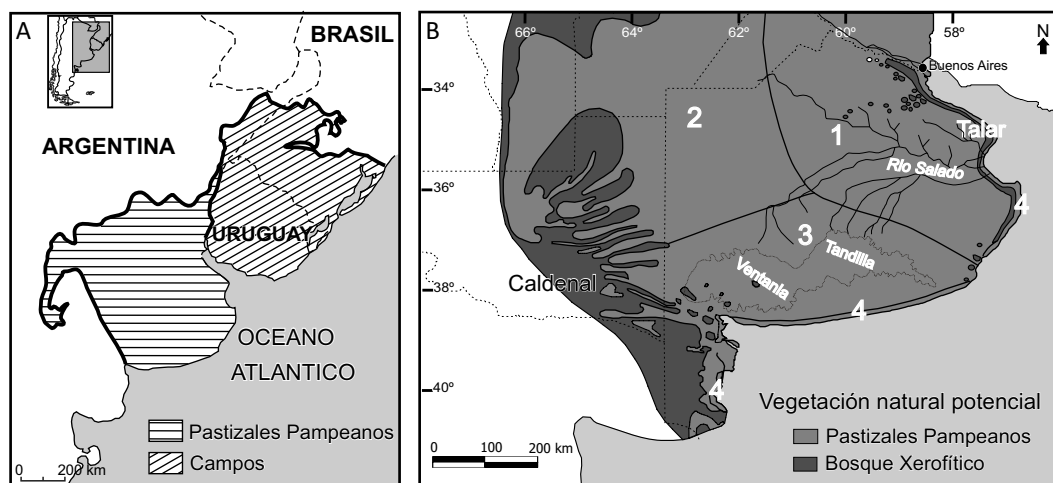 A
BRASIL
ARGENTINA
URUGUAY
OCEANO
ATLANTICO
Pastizales Pampeanos
Campos
0 200 km
B
66º 64º 62º 60º 58º
N
Buenos Aires
34º
2
1
Talar
Río Salado
36º
4
3
Tandilia
Ventania
Caldenal
38º
4
40º
4
Vegetación natural potencial
Pastizales Pampeanos
Bosque Xerofítico
0 100 200 km